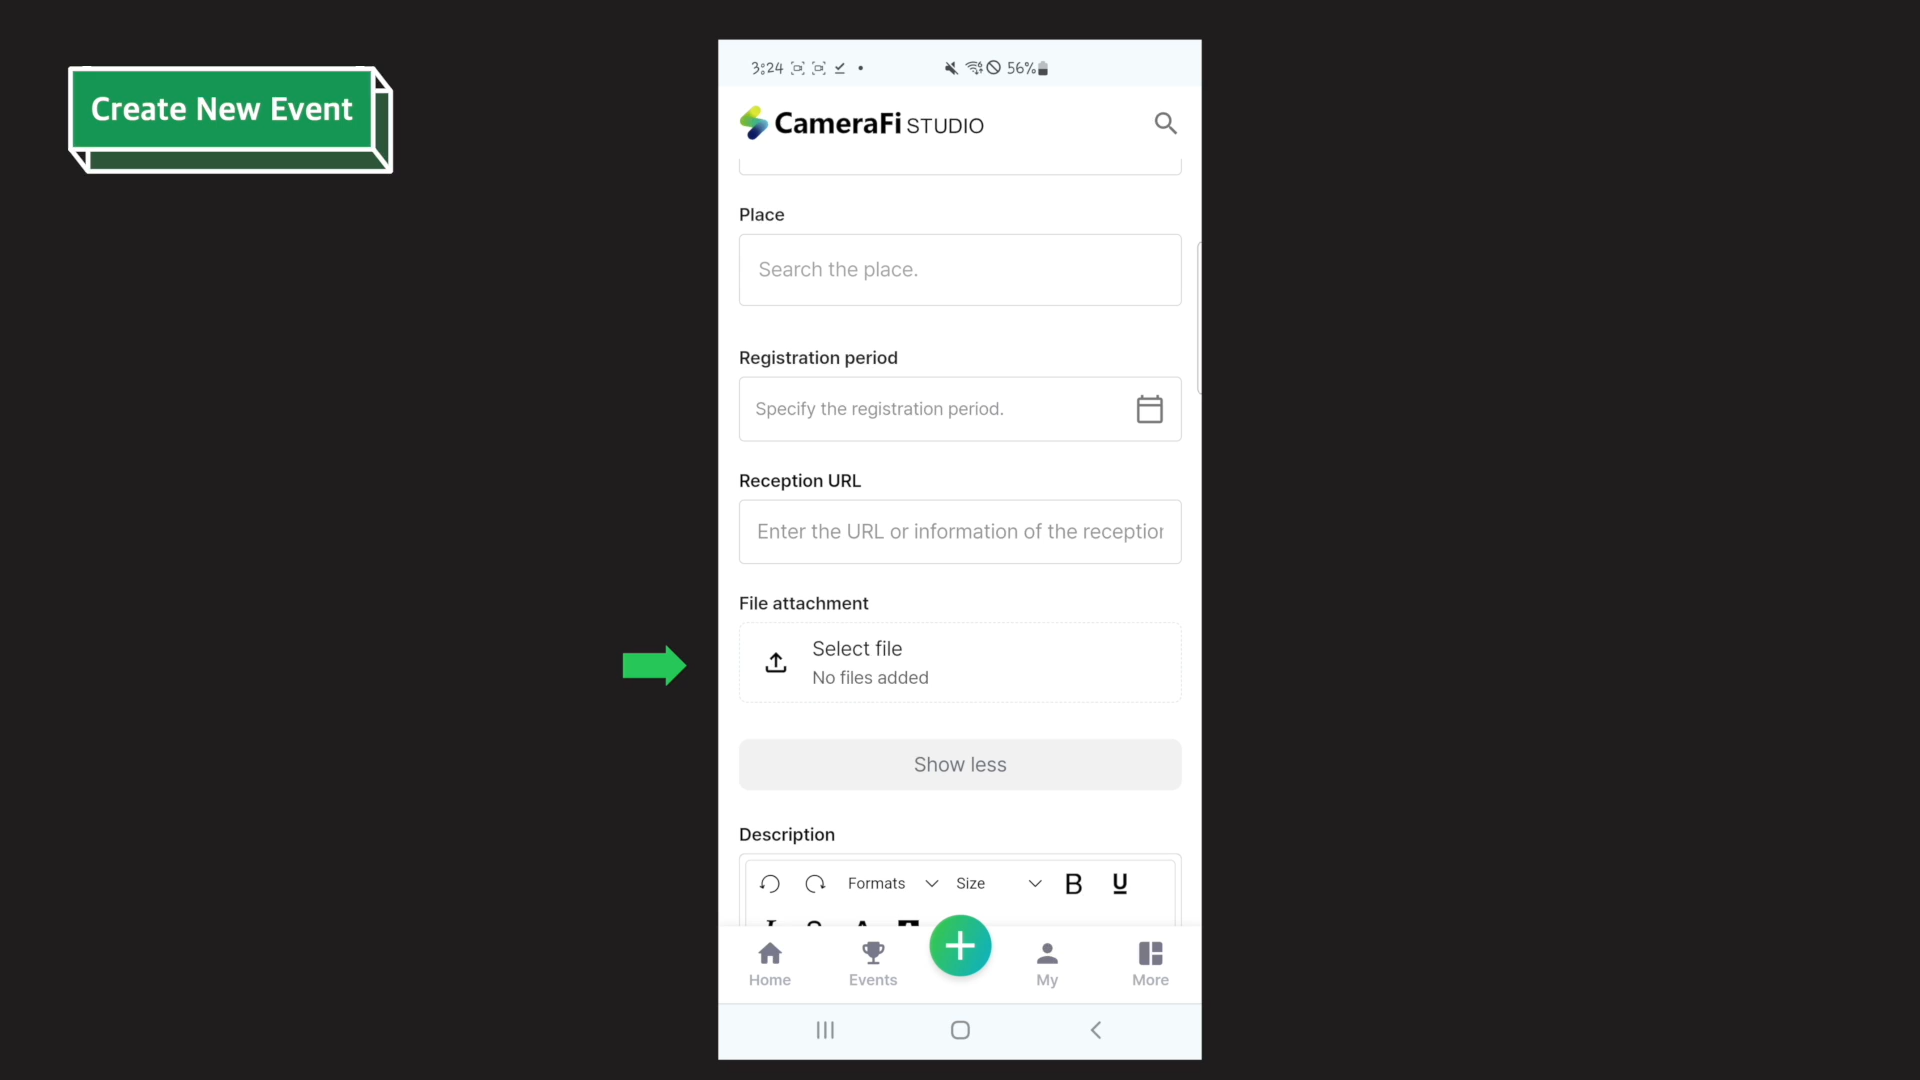 Create New Event
3:24
56%
CameraFi STUDIO
Place
Search the place.
Registration period
Specify the registration period.
Reception URL
Enter the URL or information of the reception
File attachment
Select file
No files added
Show less
Description
Formats
Size
B
U
Home
Events
My
More